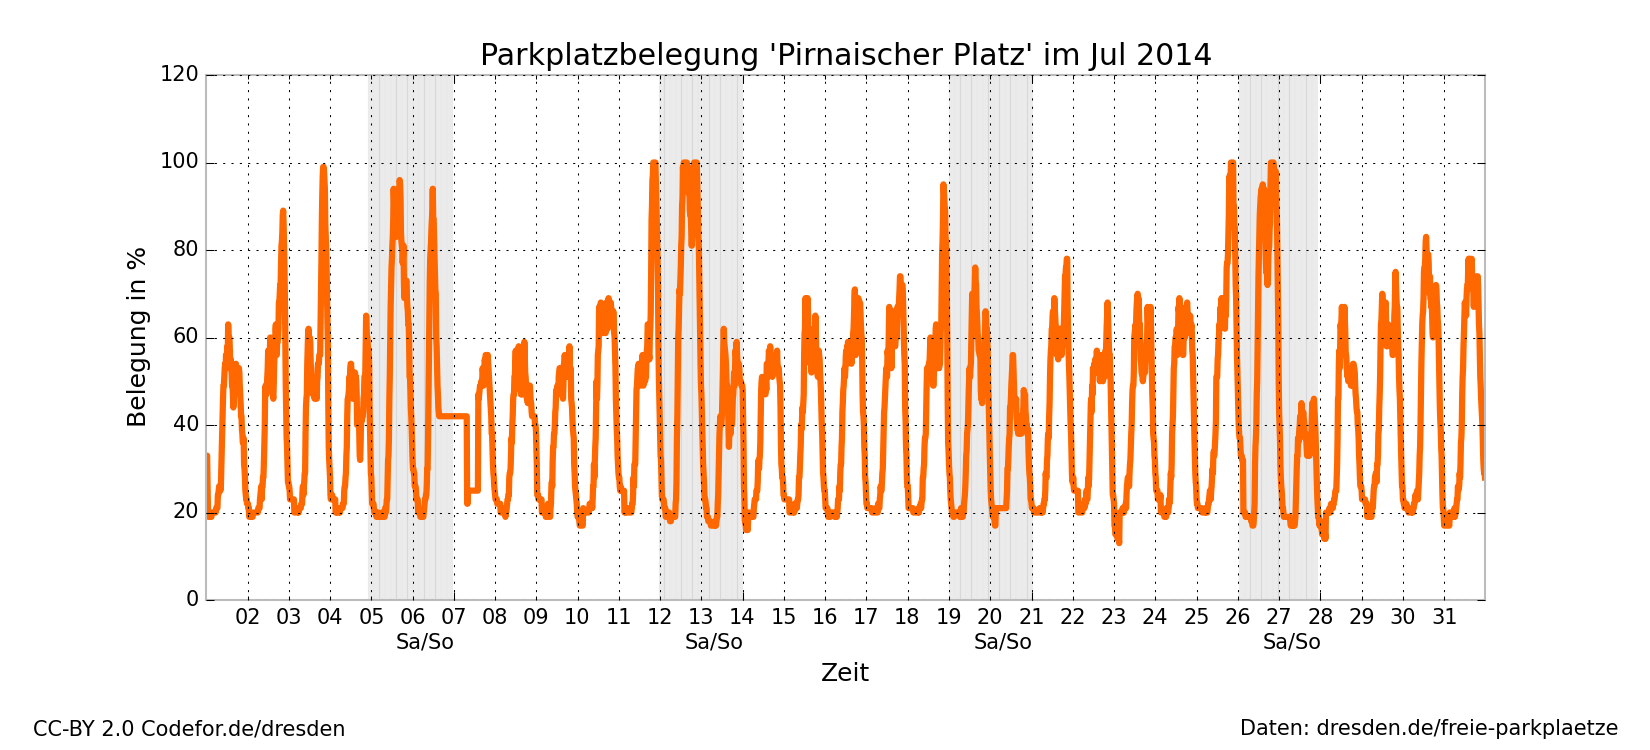 Parkplatzbelegung 'Pirnaischer Platz' im Jul 2014
120
100
80
60
40
20
0
Belegung in %
02 03 04 05 06 07 08 09 10 11 12 13 14 15 16 17 18 19 20 21 22 23 24 25 26 27 28 29 30 31
Sa/So Sa/So Sa/So Sa/So
Zeit
CC-BY 2.0 Codefor.de/dresden
Daten: dresden.de/freie-parkplaetze